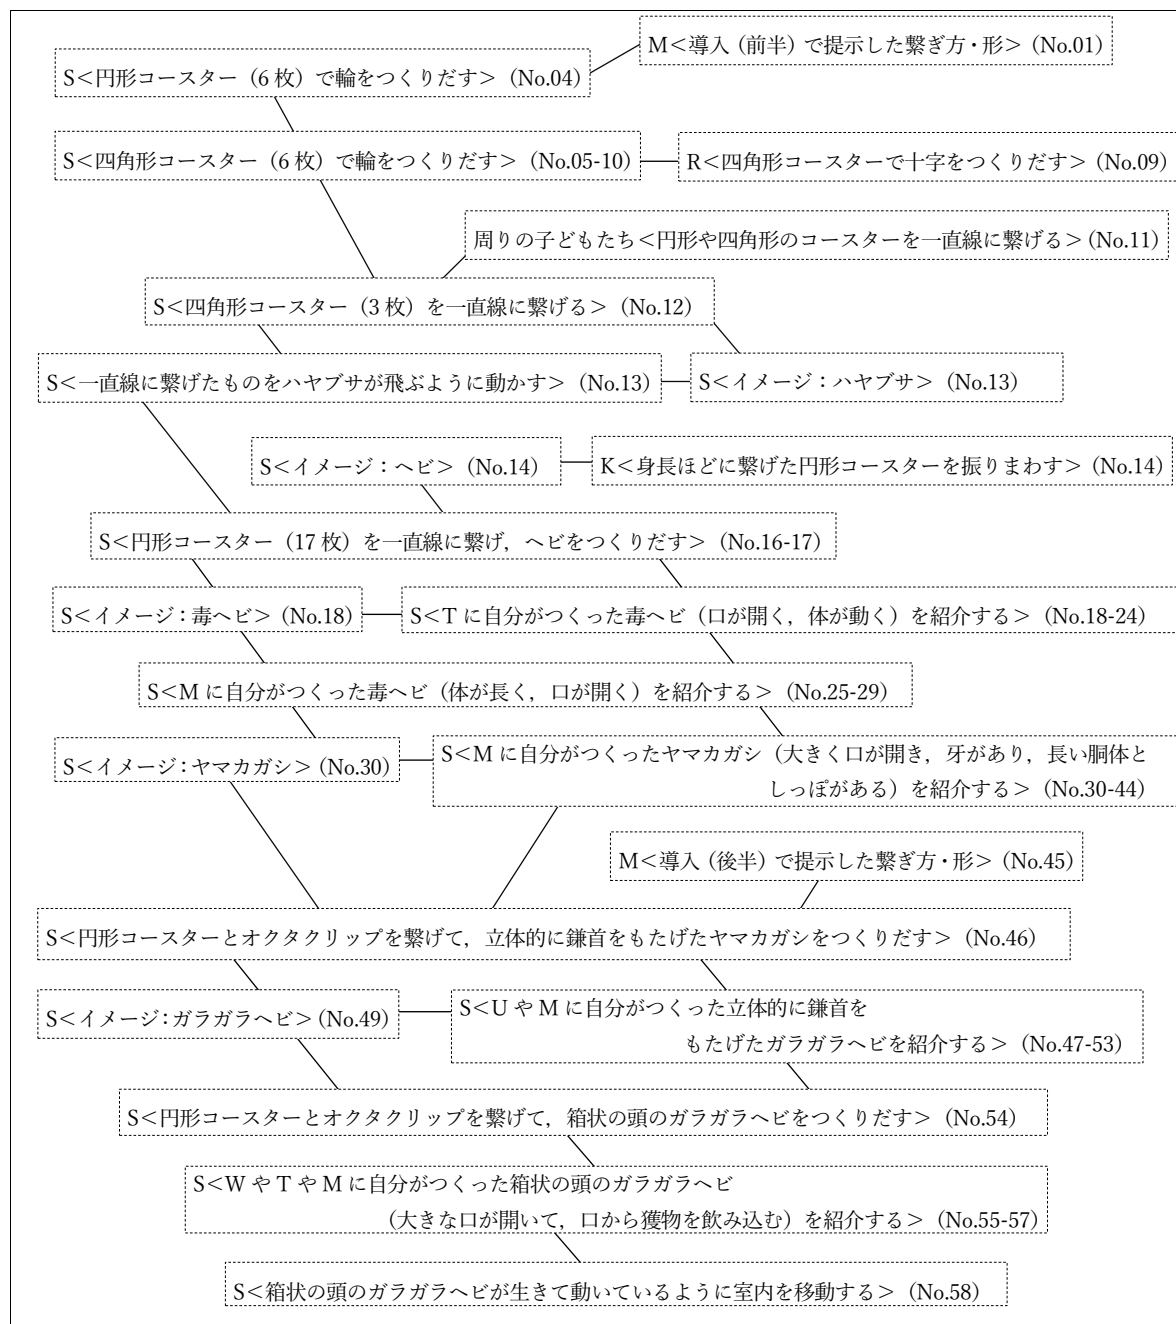 M＜導入（前半）で提示した繋ぎ方・形＞（No.01）
S＜円形コースター（6 枚）で輪をつくりだす＞（No.04）
S＜四角形コースター（6 枚）で輪をつくりだす＞（No.05-10）
R＜四角形コースターで十字をつくりだす＞（No.09）
周りの子どもたち＜円形や四角形のコースターを一直線に繋げる＞（No.11）
S＜四角形コースター（3 枚）を一直線に繋げる＞（No.12）
S＜一直線に繋げたものをハヤブサが飛ぶように動かす＞（No.13）
S＜イメージ：ハヤブサ＞（No.13）
S＜イメージ：ヘビ＞（No.14）
K＜身長ほどに繋げた円形コースターを振りまわす＞（No.14）
S＜円形コースター（17 枚）を一直線に繋げ，ヘビをつくりだす＞（No.16-17）
S＜イメージ：毒ヘビ＞（No.18）
S＜T に自分がつくった毒ヘビ（口が開く，体が動く）を紹介する＞（No.18-24）
S＜M に自分がつくった毒ヘビ（体が長く，口が開く）を紹介する＞（No.25-29）
S＜イメージ：ヤマカガシ＞（No.30）
S＜M に自分がつくったヤマカガシ（大きく口が開き，牙があり，長い胴体と
しっぽがある）を紹介する＞（No.30-44）
M＜導入（後半）で提示した繋ぎ方・形＞（No.45）
S＜円形コースターとオクタクリップを繋げて，立体的に鎌首をもたげたヤマカガシをつくりだす＞（No.46）
S＜イメージ：ガラガラヘビ＞（No.49）
S＜U や M に自分がつくった立体的に鎌首を
もたげたガラガラヘビを紹介する＞（No.47-53）
S＜円形コースターとオクタクリップを繋げて，箱状の頭のガラガラヘビをつくりだす＞（No.54）
S＜W や T や M に自分がつくった箱状の頭のガラガラヘビ
（大きな口が開いて，口から獲物を飲み込む）を紹介する＞（No.55-57）
S＜箱状の頭のガラガラヘビが生きて動いているように室内を移動する＞（No.58）